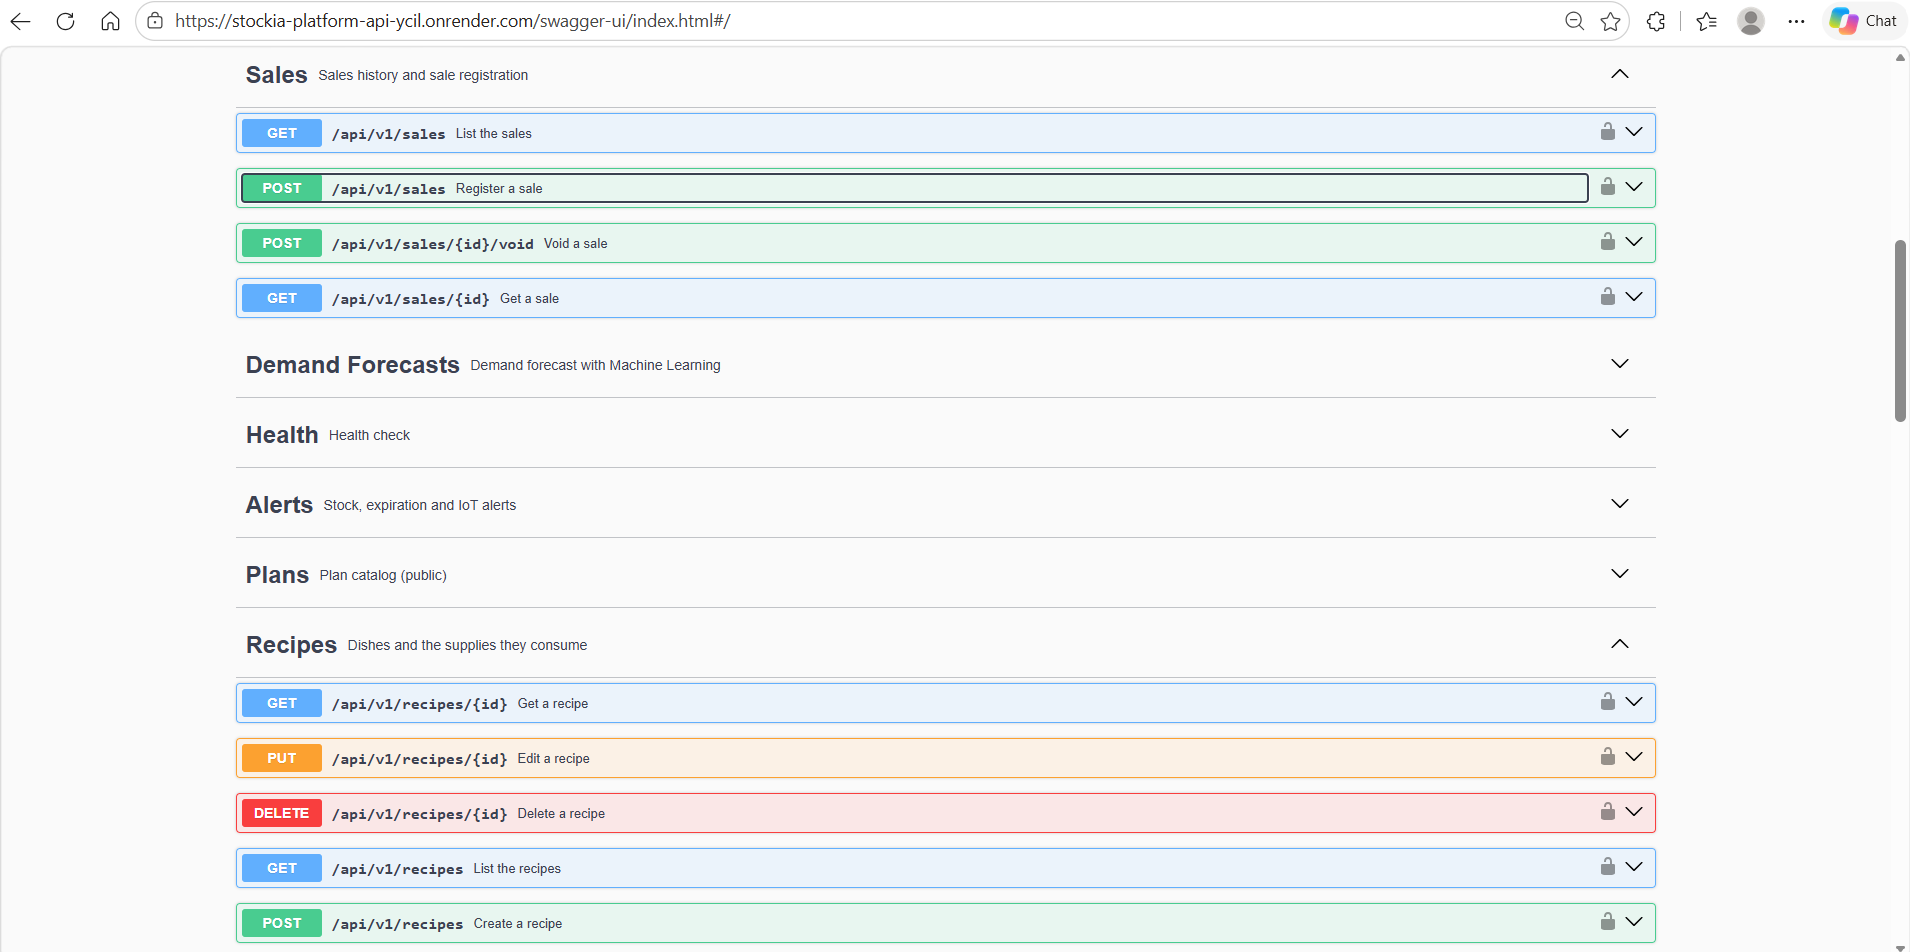 https://stockia-platform-api-ycil.onrender.com/swagger-ui/index.html#/
Chat
Sales Sales history and sale registration
GET /api/v1/sales List the sales
POST /api/v1/sales Register a sale
POST /api/v1/sales/{id}/void Void a sale
GET /api/v1/sales/{id} Get a sale
Demand Forecasts Demand forecast with Machine Learning
Health Health check
Alerts Stock, expiration and IoT alerts
Plans Plan catalog (public)
Recipes Dishes and the supplies they consume
GET /api/v1/recipes/{id} Get a recipe
PUT /api/v1/recipes/{id} Edit a recipe
DELETE /api/v1/recipes/{id} Delete a recipe
GET /api/v1/recipes List the recipes
POST /api/v1/recipes Create a recipe